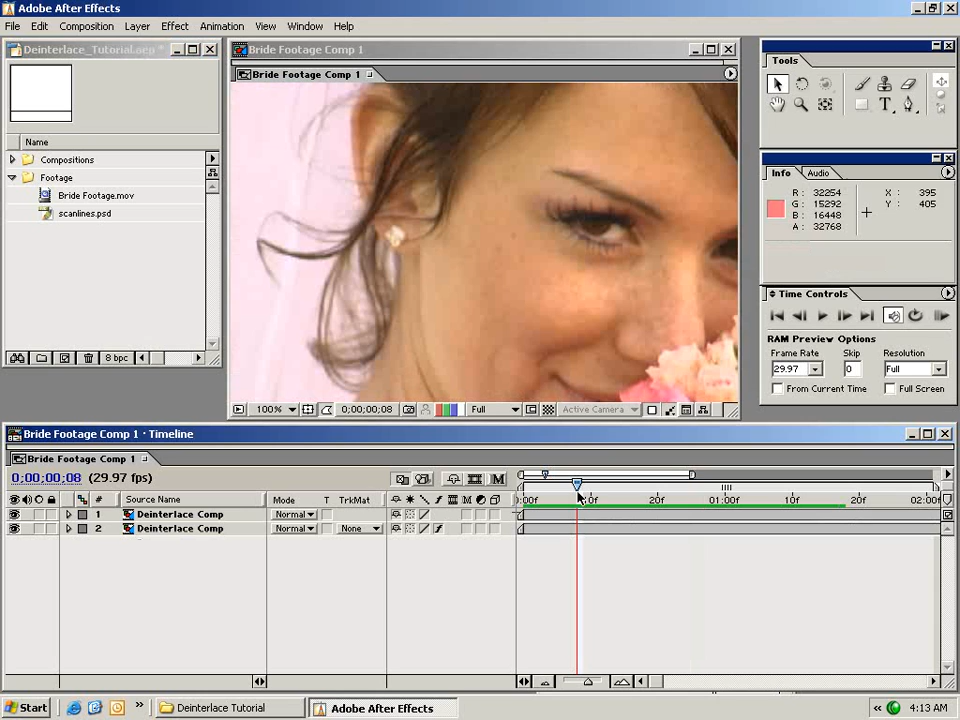 Adobe After Effects
File Edit Composition Layer Effect Animation View Window Help
Deinterlace_Tutorial.aep *
Name
Compositions
Footage
Bride Footage.mov
scanlines.psd
8 bpc
Bride Footage Comp 1
Bride Footage Comp 1
100% 0;00;00;08 Full Active Camera
Tools
T
Info Audio
R : 32254 X : 395
G : 15292 Y : 405
B : 16448
A : 32768
Time Controls
RAM Preview Options
Frame Rate Skip Resolution
29.97 0 Full
From Current Time Full Screen
Bride Footage Comp 1 · Timeline
Bride Footage Comp 1
0;00;00;08 (29.97 fps)
# Source Name Mode T TrkMat
:00f 20f 01:00f 10f 20f 02:00
1 Deinterlace Comp Normal
2 Deinterlace Comp Normal None
Start Deinterlace Tutorial Adobe After Effects 4:13 AM